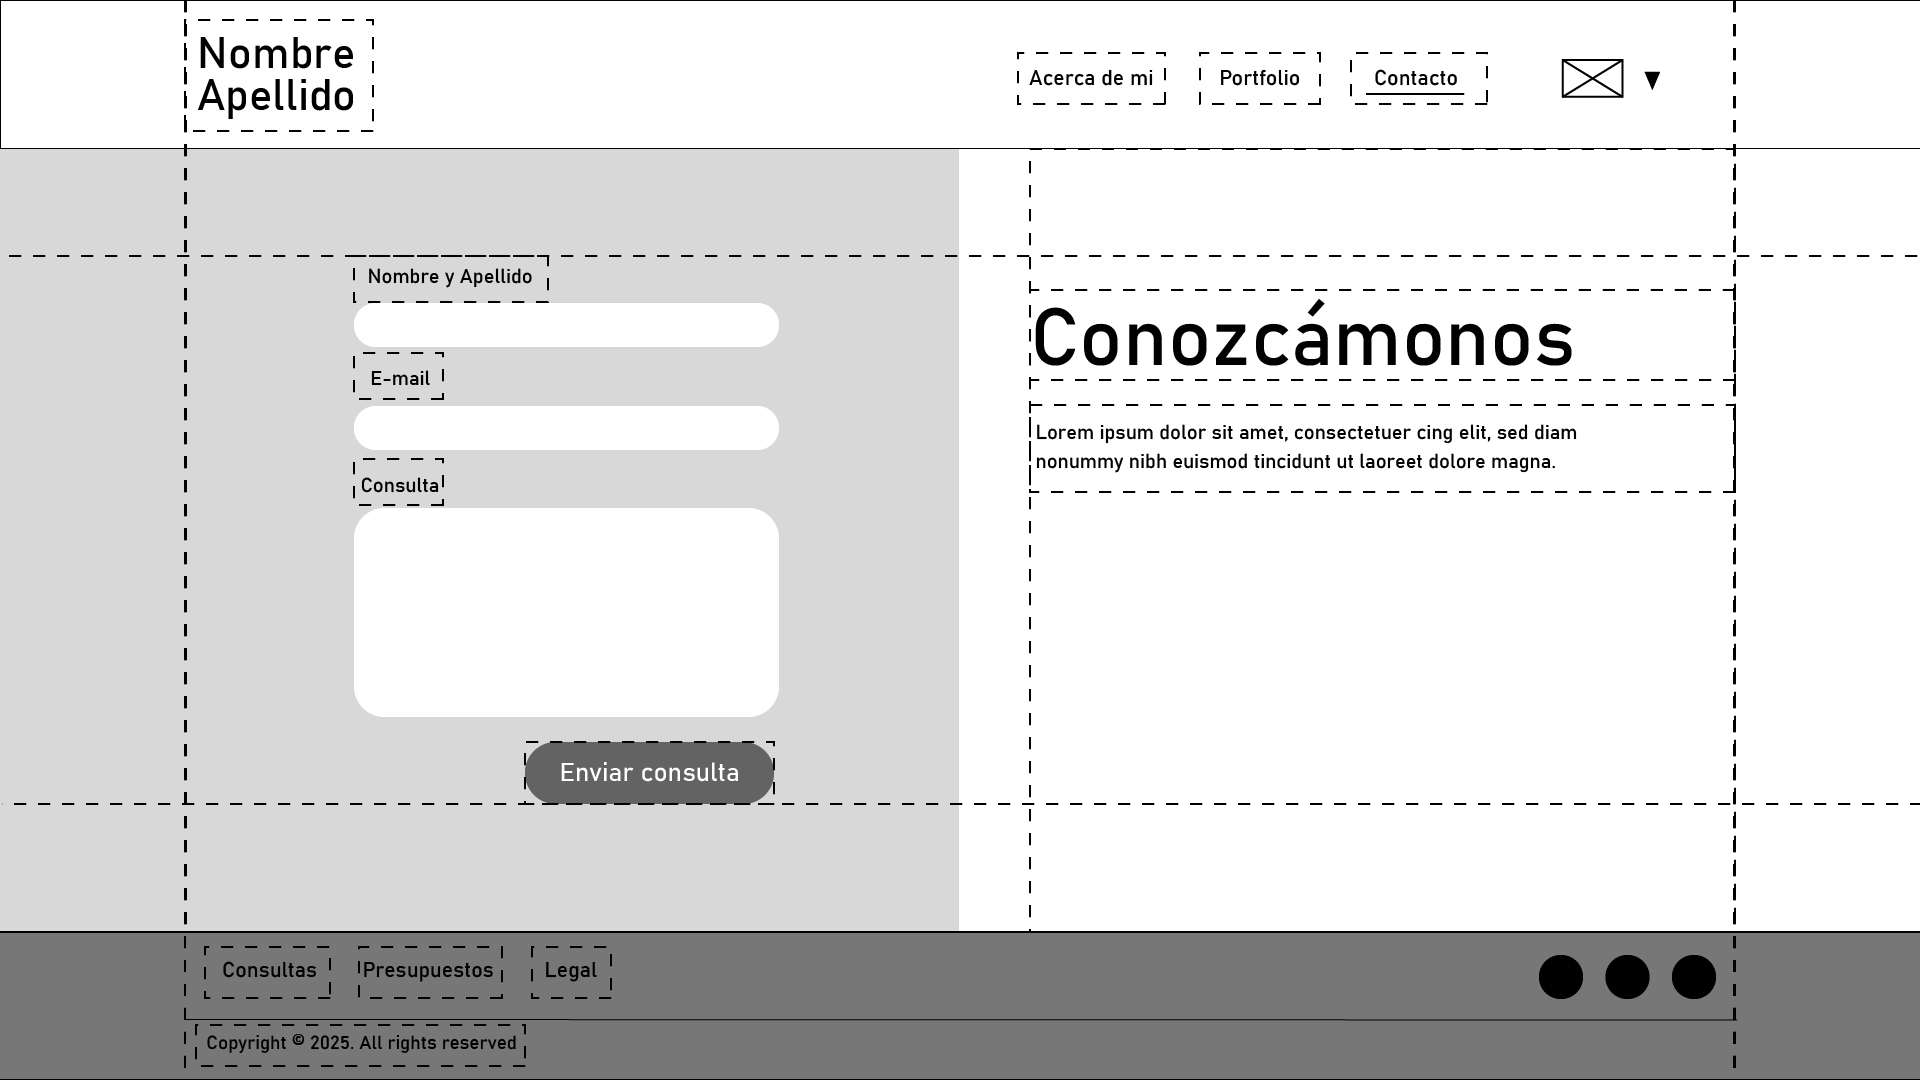 Nombre
Apellido
Acerca de mi
Portfolio
Contacto
Nombre y Apellido
E-mail
Consulta
Enviar consulta
Conozcámonos
Lorem ipsum dolor sit amet, consectetuer cing elit, sed diam
nonummy nibh euismod tincidunt ut laoreet dolore magna.
Consultas
Presupuestos
Legal
Copyright © 2025. All rights reserved